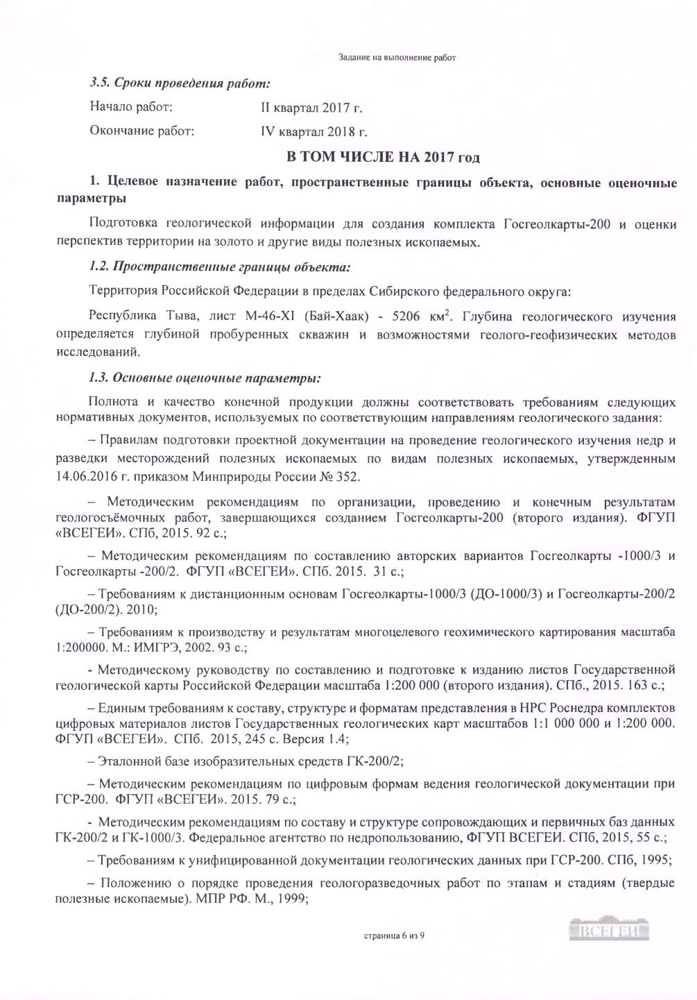 Задание на выполнение работ
3.5. Сроки проведения работ:
Начало работ: II квартал 2017 г.
Окончание работ: IV квартал 2018 г.
В ТОМ ЧИСЛЕ НА 2017 год
1. Целевое назначение работ, пространственные границы объекта, основные оценочные
параметры
Подготовка геологической информации для создания комплекта Госгеолкарты-200 и оценки
перспектив территории на золото и другие виды полезных ископаемых.
1.2. Пространственные границы объекта:
Территория Российской Федерации в пределах Сибирского федерального округа:
Республика Тыва, лист М-46-XI (Бай-Хаак) - 5206 км². Глубина геологического изучения
определяется глубиной пробуренных скважин и возможностями геолого-геофизических методов
исследований.
1.3. Основные оценочные параметры:
Полнота и качество конечной продукции должны соответствовать требованиям следующих
нормативных документов, используемых по соответствующим направлениям геологического задания:
– Правилам подготовки проектной документации на проведение геологического изучения недр и
разведки месторождений полезных ископаемых по видам полезных ископаемых, утвержденным
14.06.2016 г. приказом Минприроды России № 352.
– Методическим рекомендациям по организации, проведению и конечным результатам
геологосъёмочных работ, завершающихся созданием Госгеолкарты-200 (второго издания). ФГУП
«ВСЕГЕИ». СПб, 2015. 92 с.;
– Методическим рекомендациям по составлению авторских вариантов Госгеолкарты -1000/3 и
Госгеолкарты -200/2. ФГУП «ВСЕГЕИ». СПб. 2015. 31 с.;
– Требованиям к дистанционным основам Госгеолкарты-1000/3 (ДО-1000/3) и Госгеолкарты-200/2
(ДО-200/2). 2010;
– Требованиям к производству и результатам многоцелевого геохимического картирования масштаба
1:200000. М.: ИМГРЭ, 2002. 93 с.;
- Методическому руководству по составлению и подготовке к изданию листов Государственной
геологической карты Российской Федерации масштаба 1:200 000 (второго издания). СПб., 2015. 163 с.;
– Единым требованиям к составу, структуре и форматам представления в НРС Роснедра комплектов
цифровых материалов листов Государственных геологических карт масштабов 1:1 000 000 и 1:200 000.
ФГУП «ВСЕГЕИ». СПб. 2015, 245 с. Версия 1.4;
– Эталонной базе изобразительных средств ГК-200/2;
– Методическим рекомендациям по цифровым формам ведения геологической документации при
ГСР-200. ФГУП «ВСЕГЕИ». 2015. 79 с.;
- Методическим рекомендациям по составу и структуре сопровождающих и первичных баз данных
ГК-200/2 и ГК-1000/3. Федеральное агентство по недропользованию, ФГУП ВСЕГЕИ. СПб, 2015, 55 с.;
– Требованиям к унифицированной документации геологических данных при ГСР-200. СПб, 1995;
– Положению о порядке проведения геологоразведочных работ по этапам и стадиям (твердые
полезные ископаемые). МПР РФ. М., 1999;
страница 6 из 9
ВСЕГЕИ